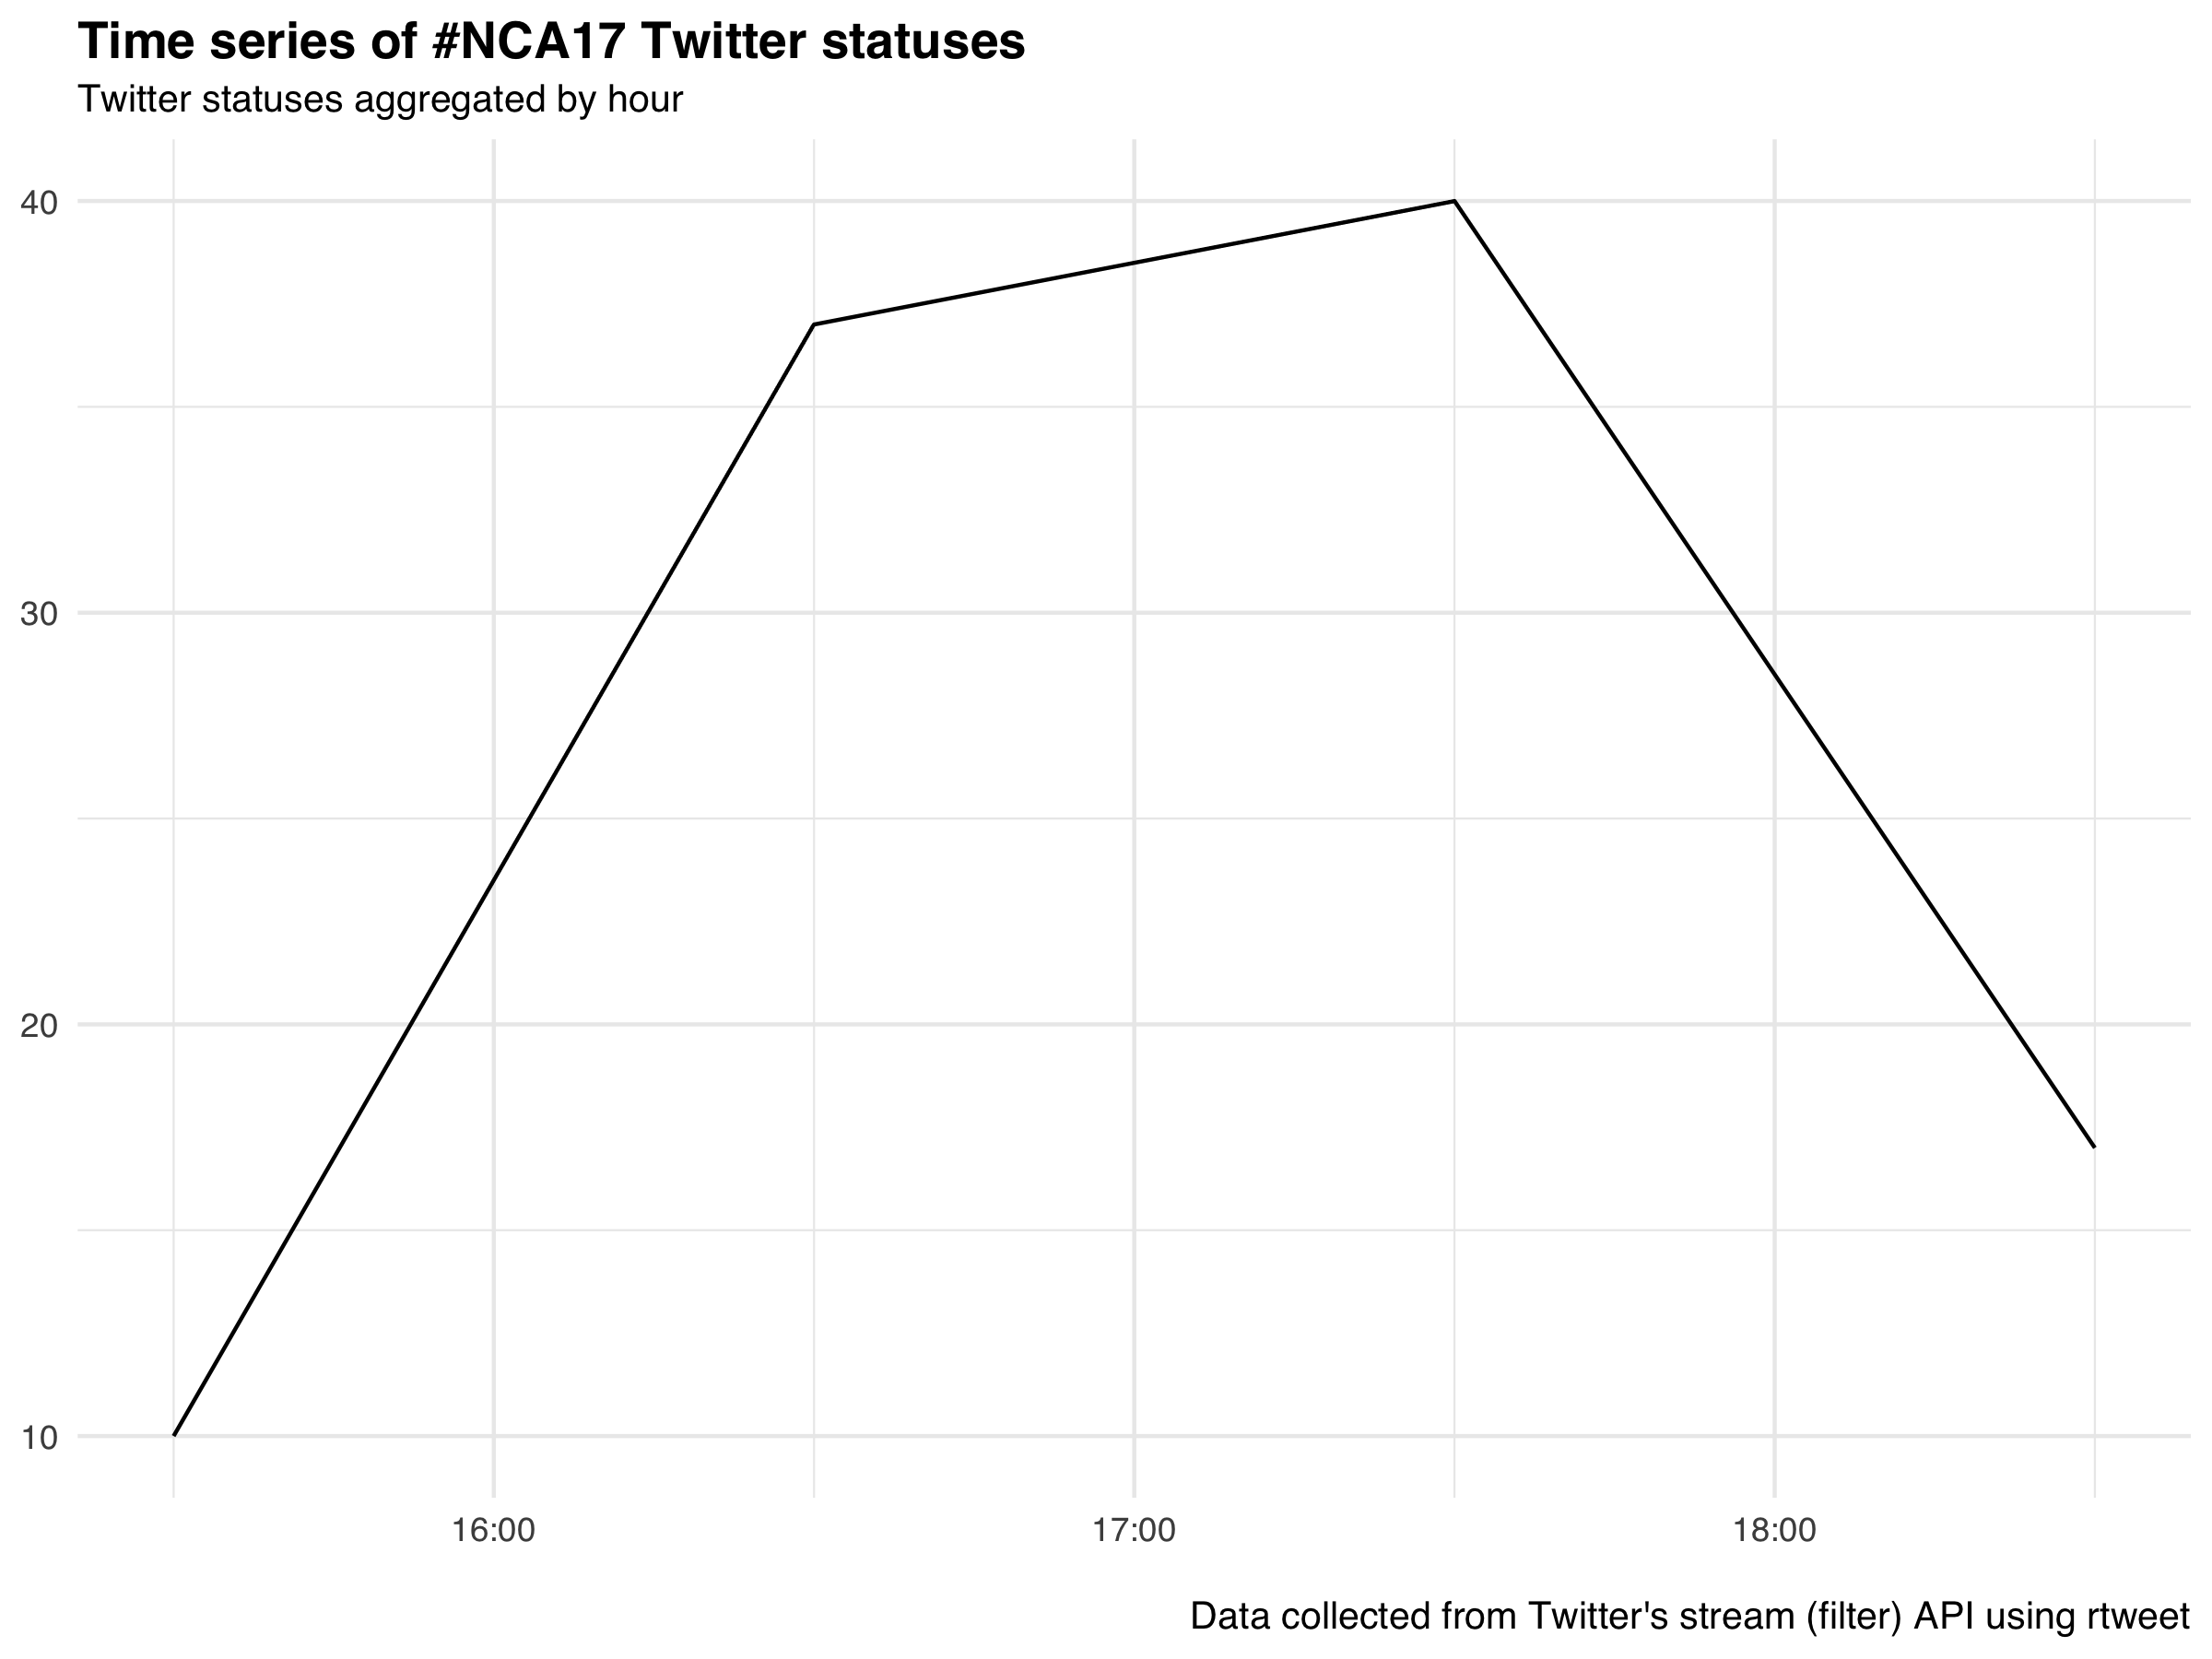 Time series of #NCA17 Twitter statuses
Twitter statuses aggregated by hour
40
30
20
10
16:00 17:00 18:00
Data collected from Twitter's stream (filter) API using rtweet